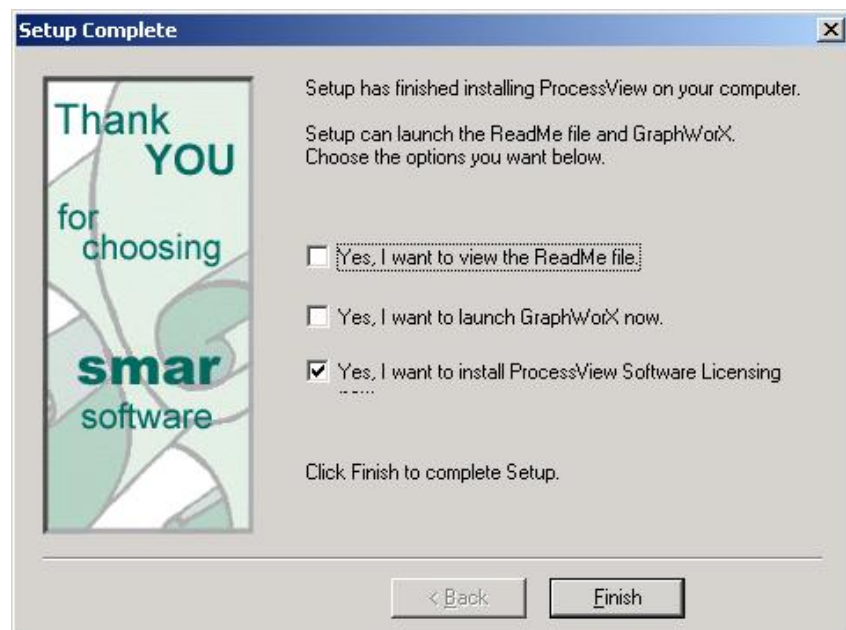 Setup Complete
Thank
YOU
for
choosing
smar
software
Setup has finished installing ProcessView on your computer.
Setup can launch the ReadMe file and GraphWorX.
Choose the options you want below.
Yes, I want to view the ReadMe file.
Yes, I want to launch GraphWorX now.
Yes, I want to install ProcessView Software Licensing
Click Finish to complete Setup.
< Back
Finish